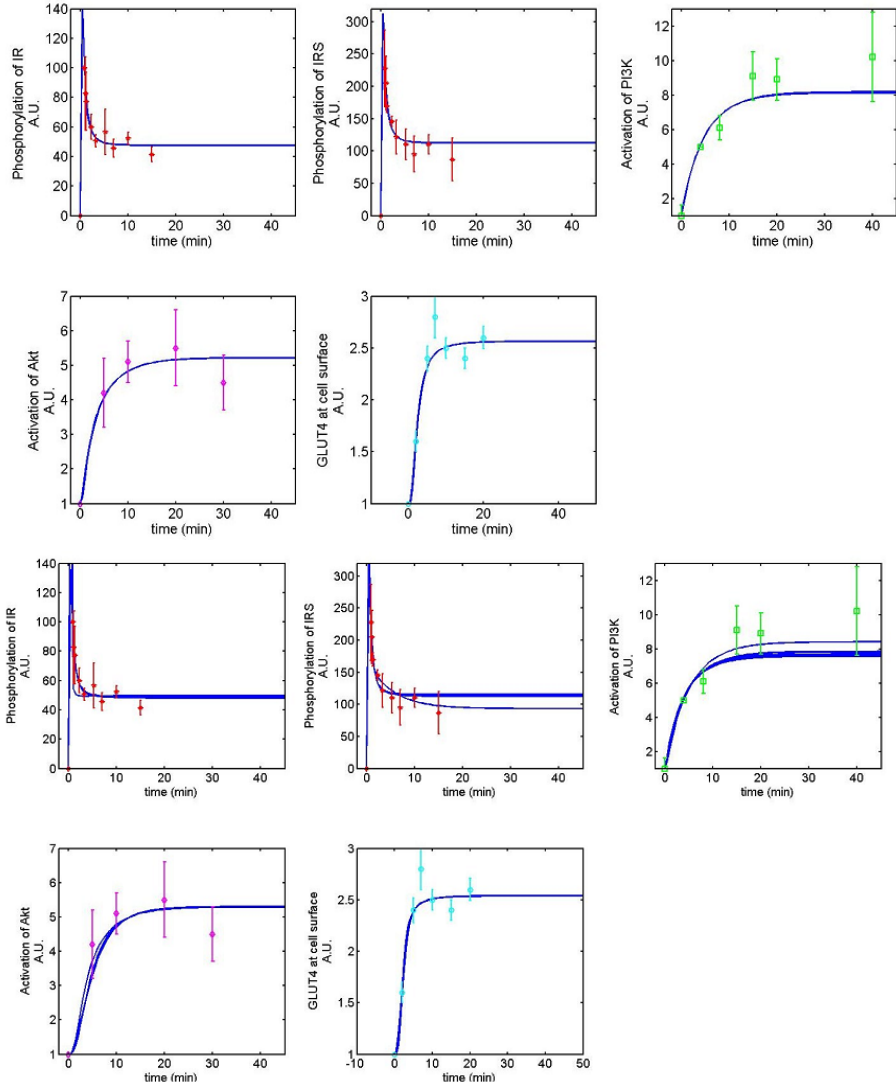 Phosphorylation of IR
A.U.
140
120
100
80
60
40
20
0
0 10 20 30 40
time (min)
Phosphorylation of IRS
A.U.
300
250
200
150
100
50
0
0 10 20 30 40
time (min)
Activation of PI3K
A.U.
12
10
8
6
4
2
0 10 20 30 40
time (min)
Activation of Akt
A.U.
7
6
5
4
3
2
1
0 10 20 30 40
time (min)
GLUT4 at cell surface
A.U.
3
2.5
2
1.5
1
0 20 40
time (min)
Phosphorylation of IR
A.U.
140
120
100
80
60
40
20
0
0 10 20 30 40
time (min)
Phosphorylation of IRS
A.U.
300
250
200
150
100
50
0
0 10 20 30 40
time (min)
Activation of PI3K
A.U.
12
10
8
6
4
2
0 10 20 30 40
time (min)
Activation of Akt
A.U.
7
6
5
4
3
2
1
0 10 20 30 40
time (min)
GLUT4 at cell surface
A.U.
3
2.5
2
1.5
1
-10 0 10 20 30 40 50
time (min)